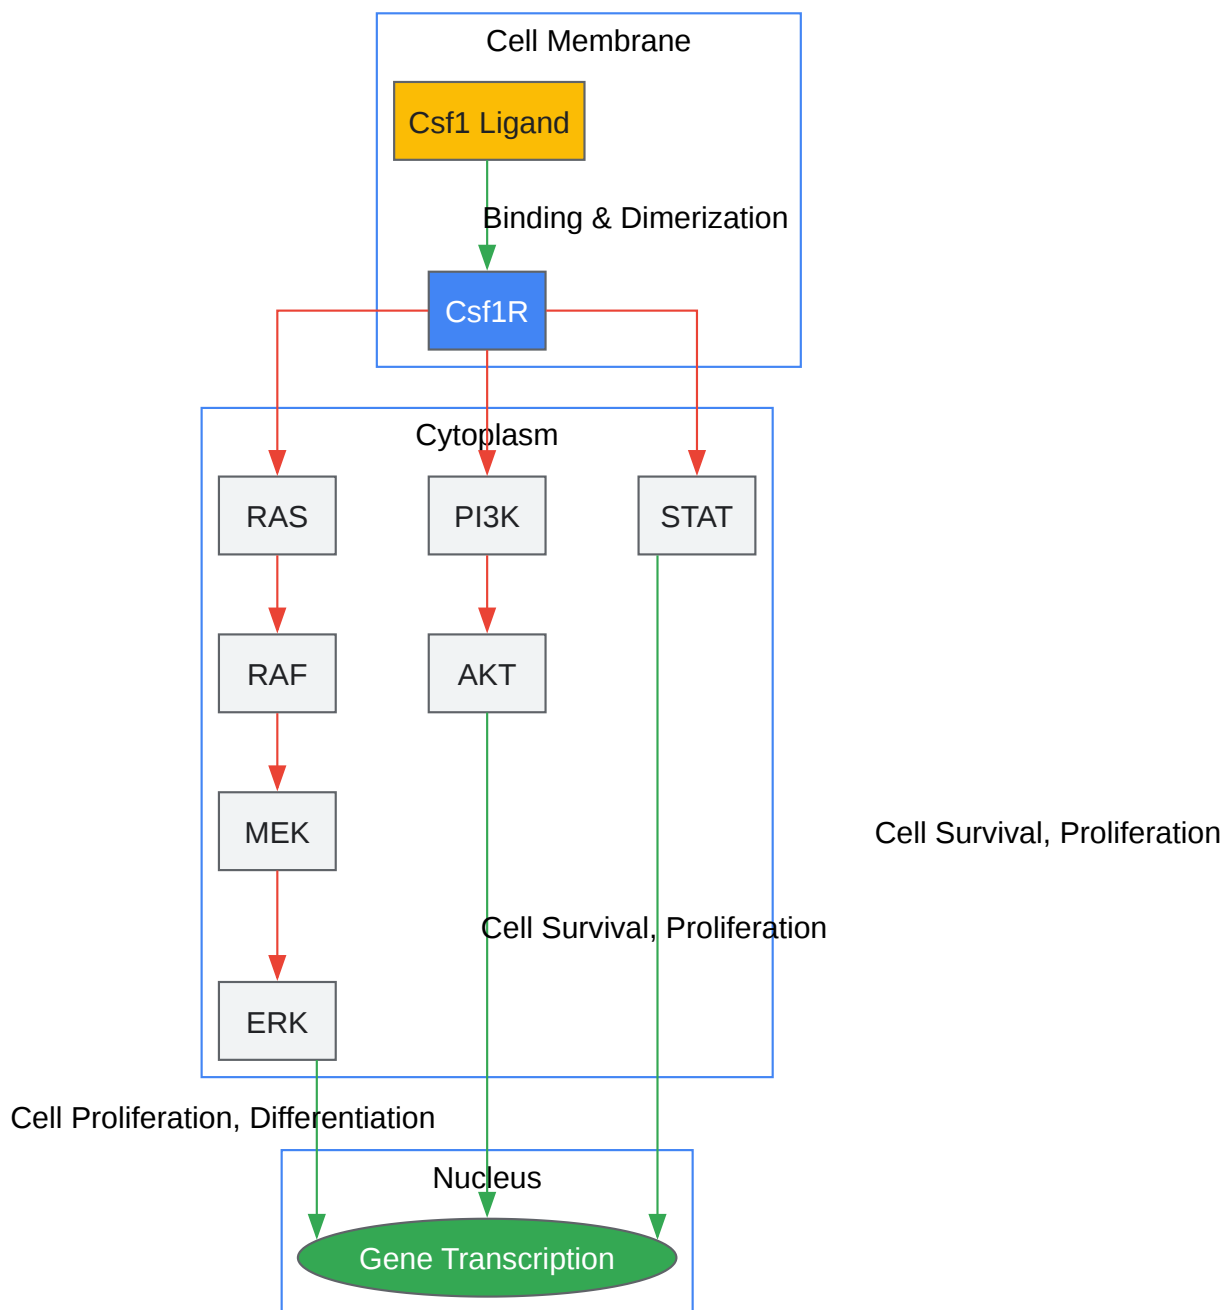 Cell Membrane
Csf1 Ligand
Binding & Dimerization
Csf1R
Cytoplasm
RAS
PI3K
STAT
RAF
AKT
MEK
Cell Survival, Proliferation
Cell Survival, Proliferation
ERK
Cell Proliferation, Differentiation
Nucleus
Gene Transcription